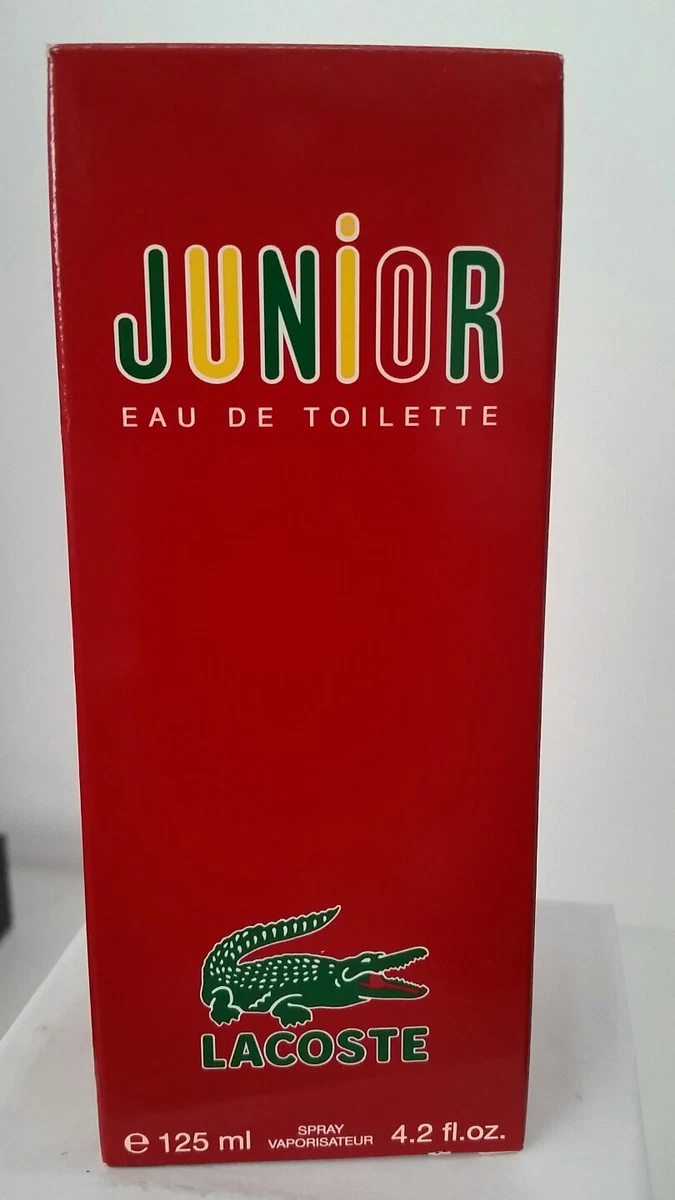 JUNiOR
EAU DE TOILETTE
LACOSTE
℮ 125 ml SPRAY VAPORISATEUR 4.2 fl.oz.